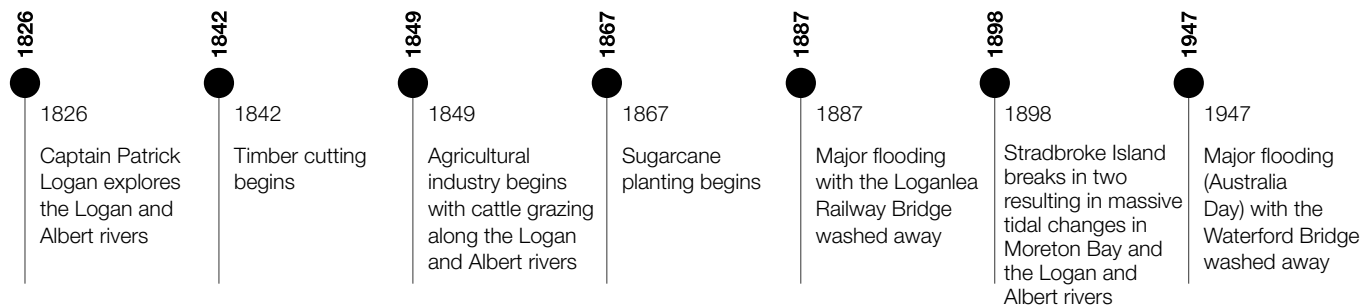 1826
1842
1849
1867
1887
1898
1947
1826
Captain Patrick
Logan explores
the Logan and
Albert rivers
1842
Timber cutting
begins
1849
Agricultural
industry begins
with cattle grazing
along the Logan
and Albert rivers
1867
Sugarcane
planting begins
1887
Major flooding
with the Loganlea
Railway Bridge
washed away
1898
Stradbroke Island
breaks in two
resulting in massive
tidal changes in
Moreton Bay and
the Logan and
Albert rivers
1947
Major flooding
(Australia
Day) with the
Waterford Bridge
washed away